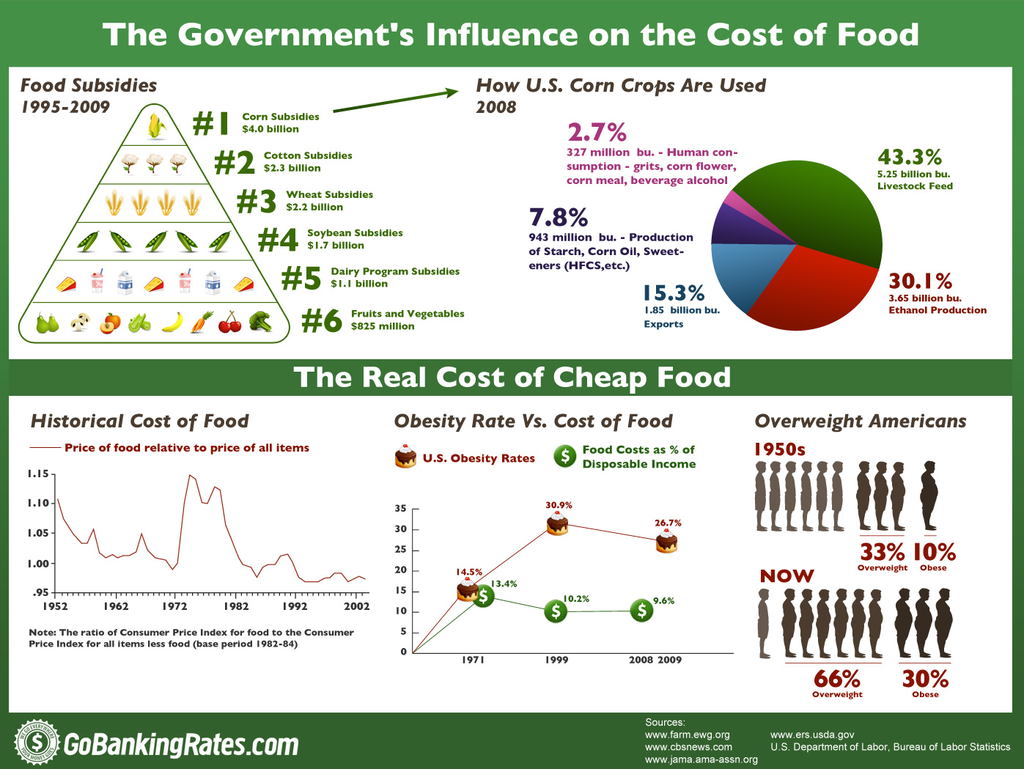 The Government's Influence on the Cost of Food
Food Subsidies
1995-2009
#1
Corn Subsidies
$4.0 billion
#2
Cotton Subsidies
$2.3 billion
#3
Wheat Subsidies
$2.2 billion
#4
Soybean Subsidies
$1.7 billion
#5
Dairy Program Subsidies
$1.1 billion
#6
Fruits and Vegetables
$825 million
How U.S. Corn Crops Are Used
2008
2.7%
327 million bu. - Human con-
sumption - grits, corn flower,
corn meal, beverage alcohol
7.8%
943 million bu. - Production
of Starch, Corn Oil, Sweet-
eners (HFCS,etc.)
15.3%
1.85 billion bu.
Exports
43.3%
5.25 billion bu.
Livestock Feed
30.1%
3.65 billion bu.
Ethanol Production
The Real Cost of Cheap Food
Historical Cost of Food
Price of food relative to price of all items
1.15
1.10
1.05
1.00
.95
1952 1962 1972 1982 1992 2002
Note: The ratio of Consumer Price Index for food to the Consumer
Price Index for all items less food (base period 1982-84)
Obesity Rate Vs. Cost of Food
U.S. Obesity Rates
$
Food Costs as % of
Disposable Income
35
30
25
20
15
10
5
0
14.5%
30.9%
26.7%
$ 13.4%
$ 10.2%
$ 9.6%
1971 1999 2008 2009
Overweight Americans
1950s
33% 10%
Overweight Obese
NOW
66% 30%
Overweight Obese
$
GoBankingRates.com
Sources:
www.farm.ewg.org
www.cbsnews.com
www.jama.ama-assn.org
www.ers.usda.gov
U.S. Department of Labor, Bureau of Labor Statistics